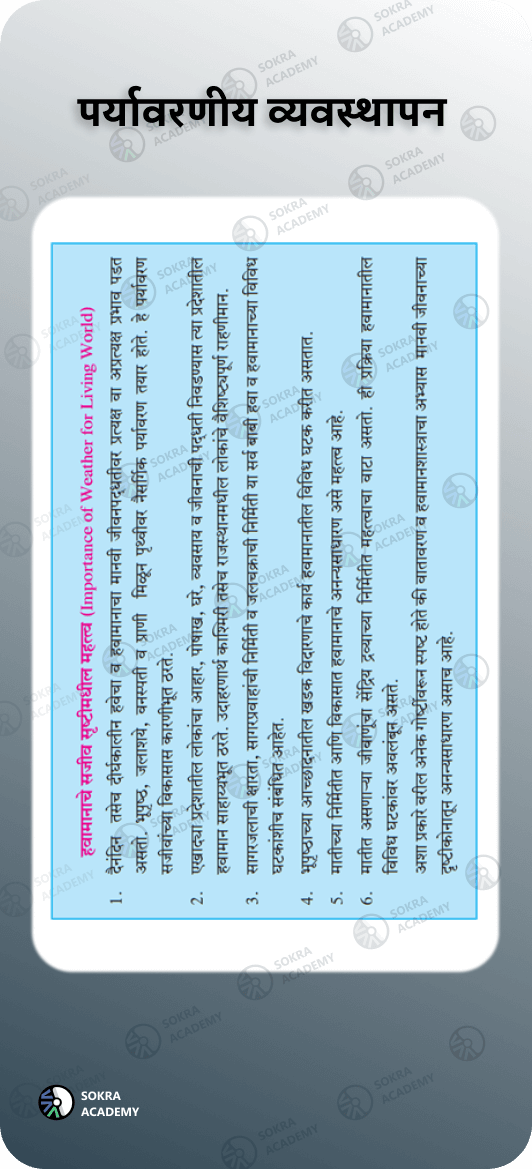 पर्यावरणीय व्यवस्थापन
हवामानाचे सजीव सृष्टीमधील महत्त्व (Importance of Weather for Living World)
1. दैनंदिन तसेच दीर्घकालीन हवेचा व हवामानाचा मानवी जीवनपद्धतीवर प्रत्यक्ष वा अप्रत्यक्ष प्रभाव पडत
असतो. भूपृष्ठ, जलाशये, वनस्पती व प्राणी मिळून पृथ्वीवर नैसर्गिक पर्यावरण तयार होते. हे पर्यावरण
सजीवांच्या विकासास कारणीभूत ठरते.
2. एखाद्या प्रदेशातील लोकांचा आहार, पोषाख, घरे, व्यवसाय व जीवनाची पद्धती निवडण्यास त्या प्रदेशातील
हवामान साहाय्यभूत ठरते. उदाहरणार्थ काश्मिरी तसेच राजस्थानमधील लोकांचे वैशिष्ट्यपूर्ण राहणीमान.
3. सागरजलाची क्षारता, सागरप्रवाहांची निर्मिती व जलचक्राची निर्मिती या सर्व बाबी हवा व हवामानाच्या विविध
घटकांशीच संबंधित आहेत.
4. भूपृष्ठाच्या आच्छादनातील खडक विदारणाचे कार्य हवामानातील विविध घटक करीत असतात.
5. मातीच्या निर्मितीत आणि विकासात हवामानाचे अनन्यसाधारण असे महत्त्व आहे.
6. मातीत असणाऱ्या जीवाणूंचा सेंद्रिय द्रव्याच्या निर्मितीत महत्त्वाचा वाटा असतो. ही प्रक्रिया हवामानातील
विविध घटकांवर अवलंबून असते.
अशा प्रकारे वरील अनेक गोष्टींवरून स्पष्ट होते की वातावरण व हवामानशास्त्राचा अभ्यास मानवी जीवनाच्या
दृष्टीकोनातून अनन्यसाधारण असाच आहे.
SOKRA
ACADEMY